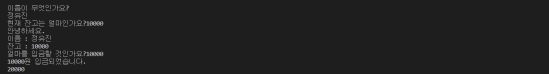 이름이 무엇인가요?
정유진
현재 잔고는 얼마인가요?10000
안녕하세요.
이름 : 정유진
잔고 : 10000
얼마를 입금할 것인가요?10000
10000원 입금되었습니다.
20000